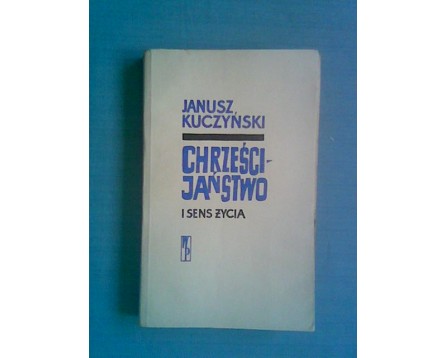 JANUSZ
KUCZYŃSKI
CHRZEŚCI-
JAŃSTWO
I SENS ŻYCIA